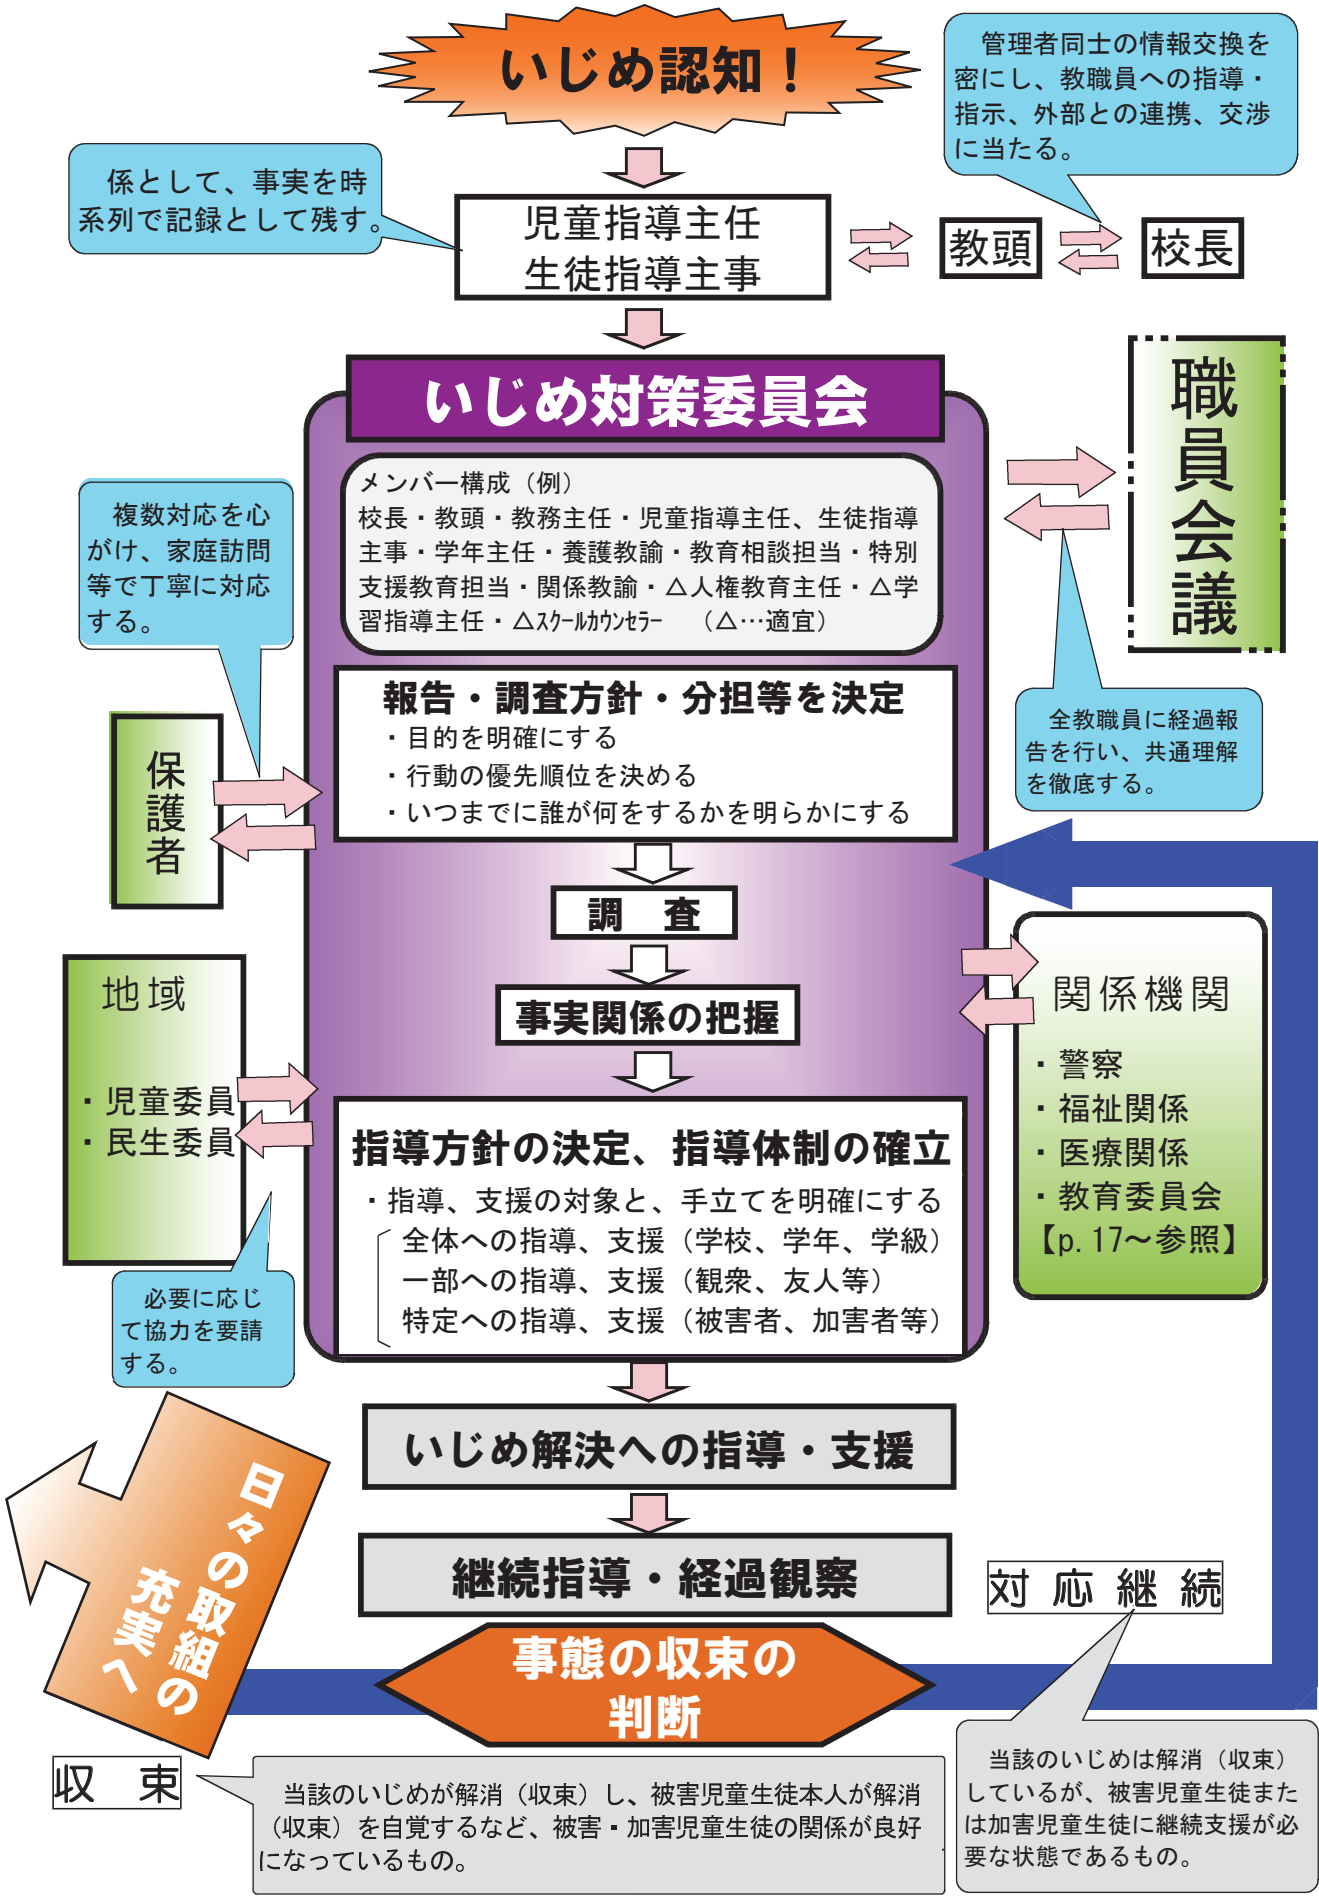 いじめ認知！
管理者同士の情報交換を
密にし、教職員への指導・
指示、外部との連携、交渉
に当たる。
係として、事実を時
系列で記録として残す。
児童指導主任
生徒指導主事
教頭
校長
いじめ対策委員会
メンバー構成（例）
校長・教頭・教務主任・児童指導主任、生徒指導
主事・学年主任・養護教諭・教育相談担当・特別
支援教育担当・関係教諭・△人権教育主任・△学
習指導主任・△ｽｸｰﾙｶｳﾝｾﾗｰ　（△…適宜）
職員会議
複数対応を心
がけ、家庭訪問
等で丁寧に対応
する。
全教職員に経過報
告を行い、共通理解
を徹底する。
保護者
報告・調査方針・分担等を決定
・目的を明確にする
・行動の優先順位を決める
・いつまでに誰が何をするかを明らかにする
調　査
事実関係の把握
地域
・児童委員
・民生委員
関係機関
・警察
・福祉関係
・医療関係
・教育委員会
【p.17～参照】
指導方針の決定、指導体制の確立
・指導、支援の対象と、手立てを明確にする
全体への指導、支援（学校、学年、学級）
一部への指導、支援（観衆、友人等）
特定への指導、支援（被害者、加害者等）
必要に応じ
て協力を要請
する。
いじめ解決への指導・支援
継続指導・経過観察
日々の取組の
充実へ
対応継続
事態の収束の
判断
収　束
当該のいじめが解消（収束）し、被害児童生徒本人が解消
（収束）を自覚するなど、被害・加害児童生徒の関係が良好
になっているもの。
当該のいじめは解消（収束）
しているが、被害児童生徒また
は加害児童生徒に継続支援が必
要な状態であるもの。